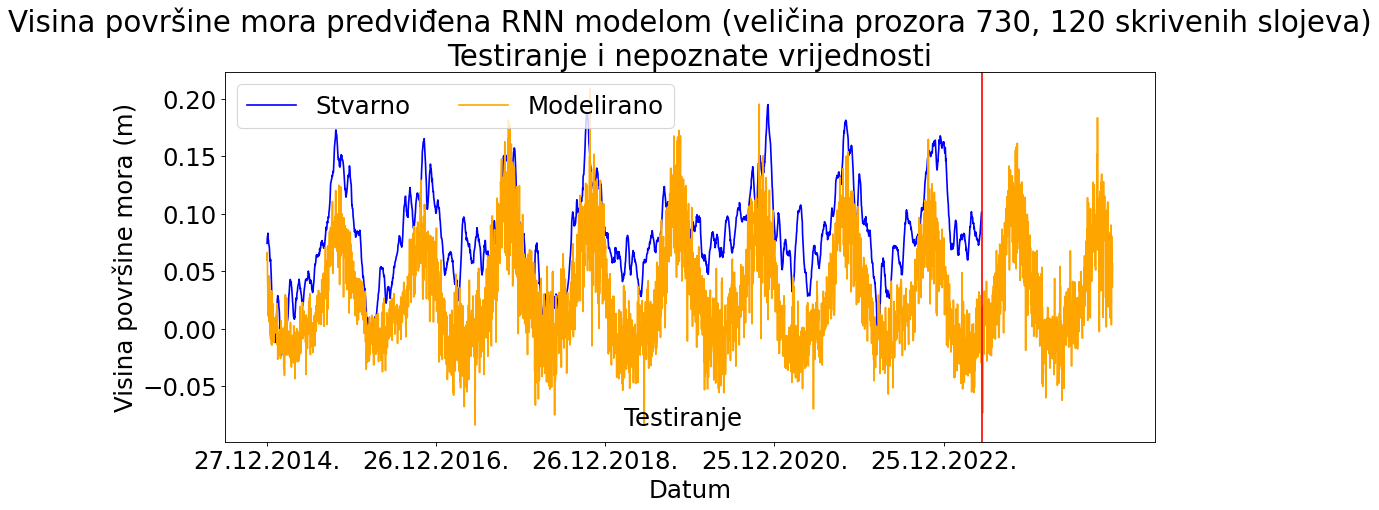 Visina površine mora predviđena RNN modelom (veličina prozora 730, 120 skrivenih slojeva)
Testiranje i nepoznate vrijednosti
Stvarno
Modelirano
Visina površine mora (m)
0.20
0.15
0.10
0.05
0.00
−0.05
Testiranje
27.12.2014.
26.12.2016.
26.12.2018.
25.12.2020.
25.12.2022.
Datum